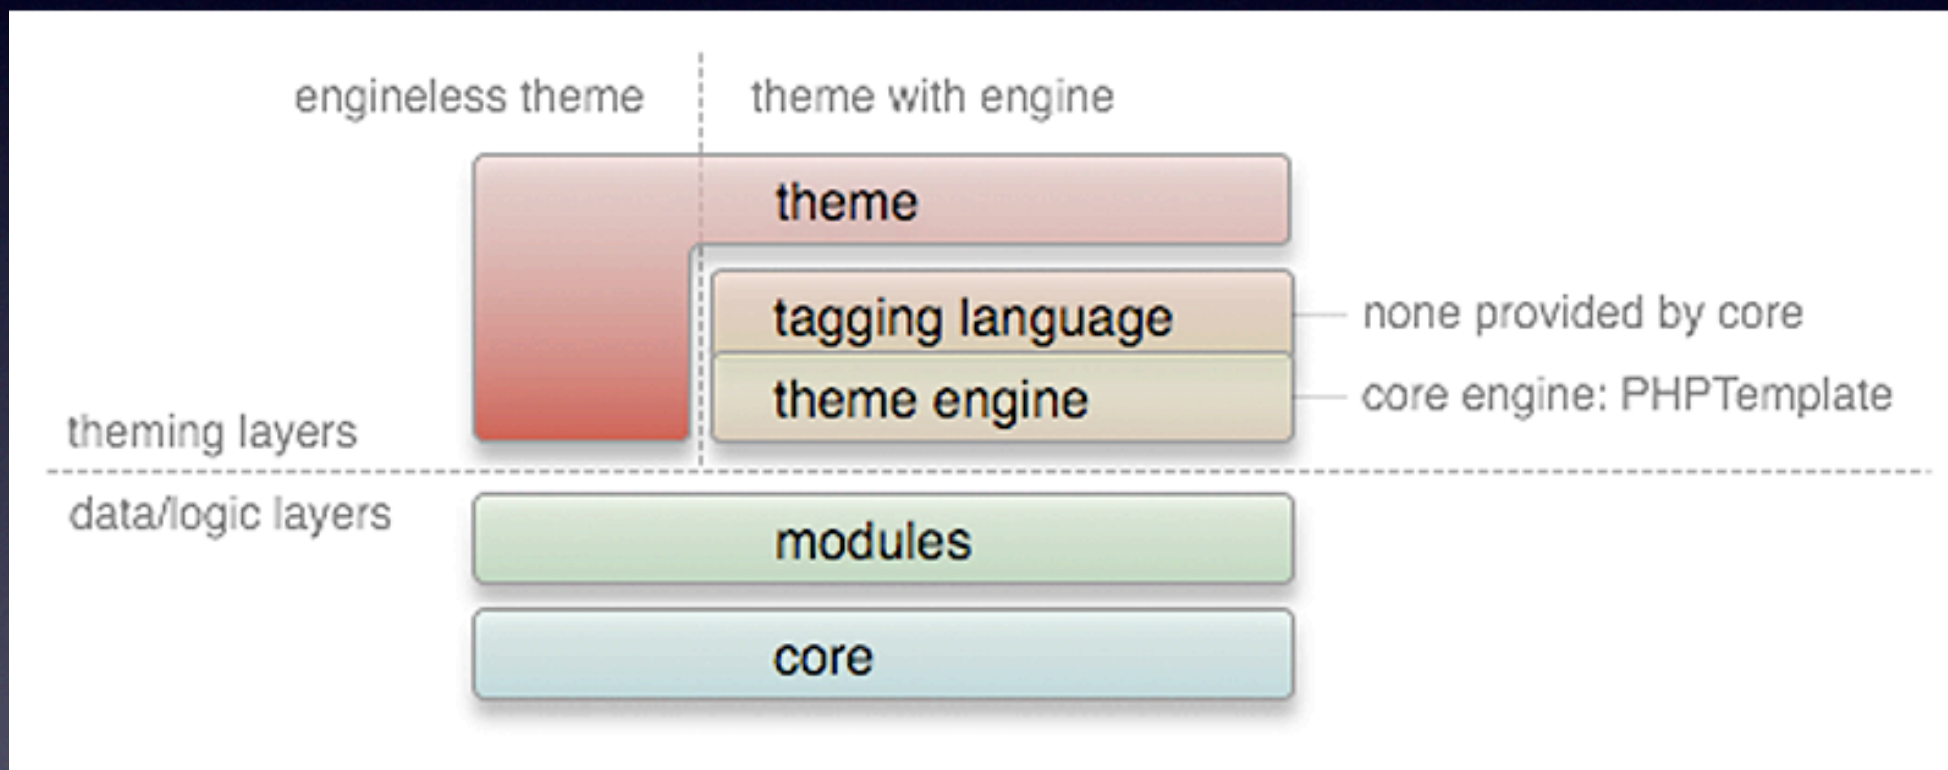 engineless theme
theme with engine
theme
tagging language
none provided by core
theme engine
core engine: PHPTemplate
theming layers
data/logic layers
modules
core